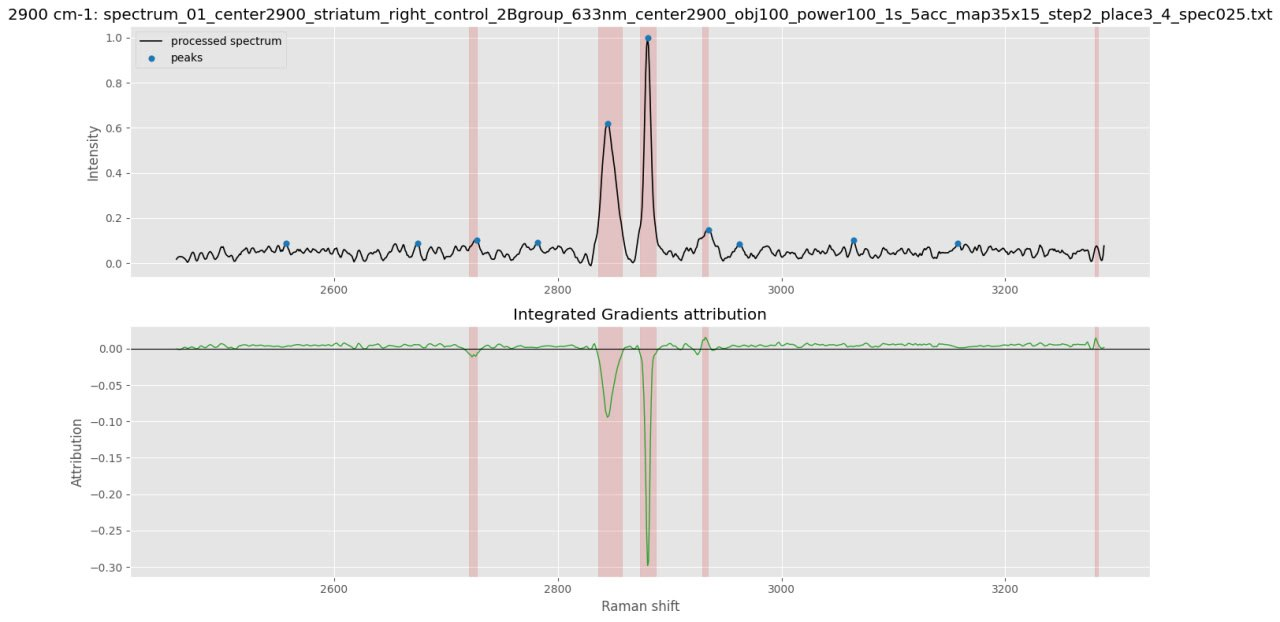 2900 cm-1: spectrum_01_center2900_striatum_right_control_2Bgroup_633nm_center2900_obj100_power100_1s_5acc_map35x15_step2_place3_4_spec025.txt
processed spectrum
peaks
Intensity
1.0
0.8
0.6
0.4
0.2
0.0
2600 2800 3000 3200
Integrated Gradients attribution
Attribution
0.00
−0.05
−0.10
−0.15
−0.20
−0.25
−0.30
2600 2800 3000 3200
Raman shift